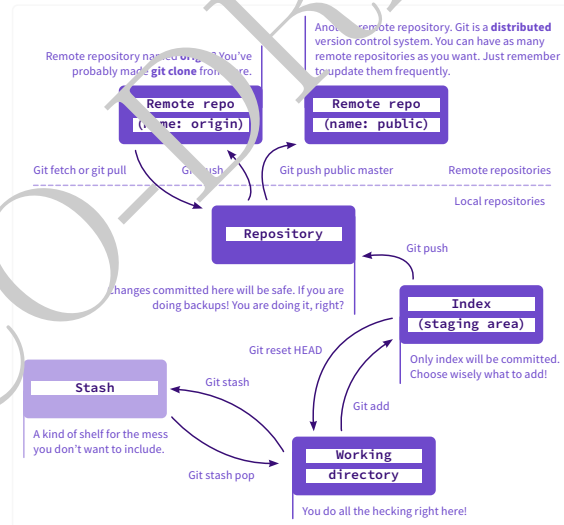 Another remote repository. Git is a distributed
version control system. You can have as many
remote repositories as you want. Just remember
to update them frequently.
Remote repository named origin? You've
probably made git clone from here.
Remote repo
(name: origin)
Remote repo
(name: public)
Git fetch or git pull
Git push
Git push public master
Remote repositories
Local repositories
Repository
Git push
Changes committed here will be safe. If you are
doing backups! You are doing it, right?
Index
(staging area)
Git reset HEAD
Only index will be committed.
Choose wisely what to add!
Stash
Git stash
Git add
A kind of shelf for the mess
you don't want to include.
Working
directory
Git stash pop
You do all the hecking right here!